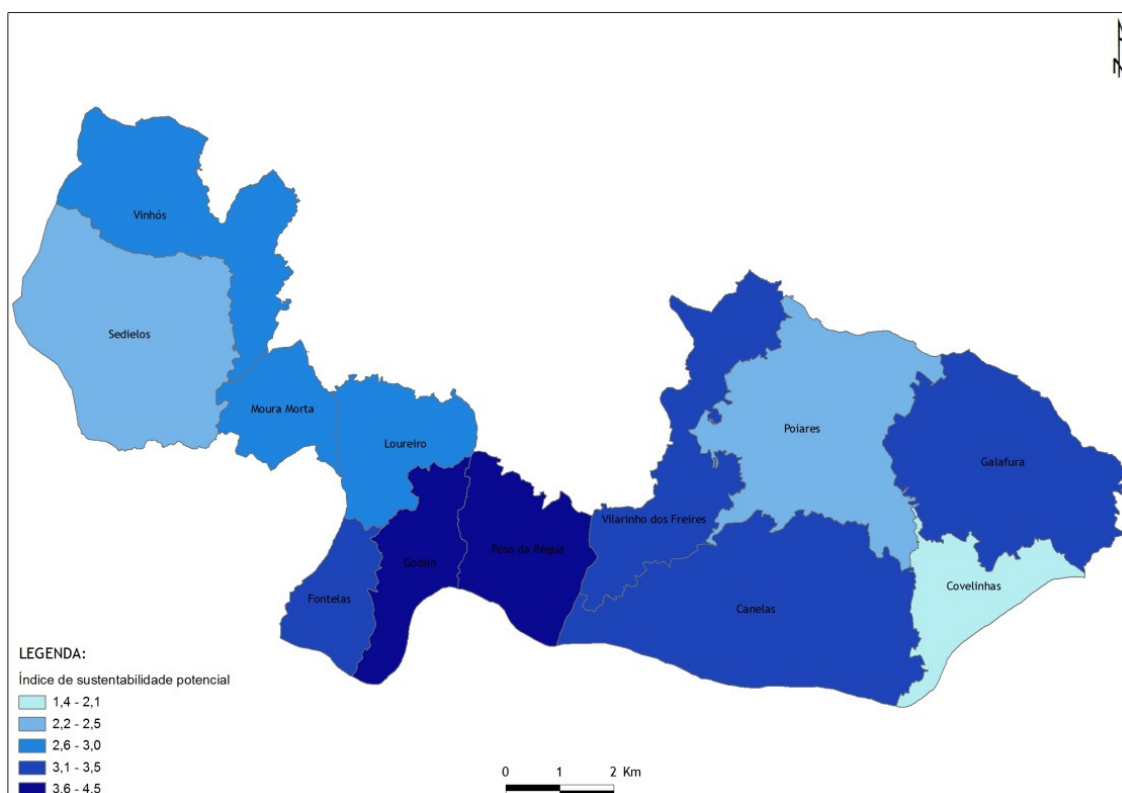 N
Vinhós
Sedielos
Moura Morta
Loureiro
Poiares
Galafura
Vilarinho dos Freires
Peso da Régua
Godim
Fontelas
Canelas
Covelinhas
LEGENDA:
Índice de sustentabilidade potencial
1,4 - 2,1
2,2 - 2,5
2,6 - 3,0
3,1 - 3,5
3,6 - 4,5
0 1 2 Km